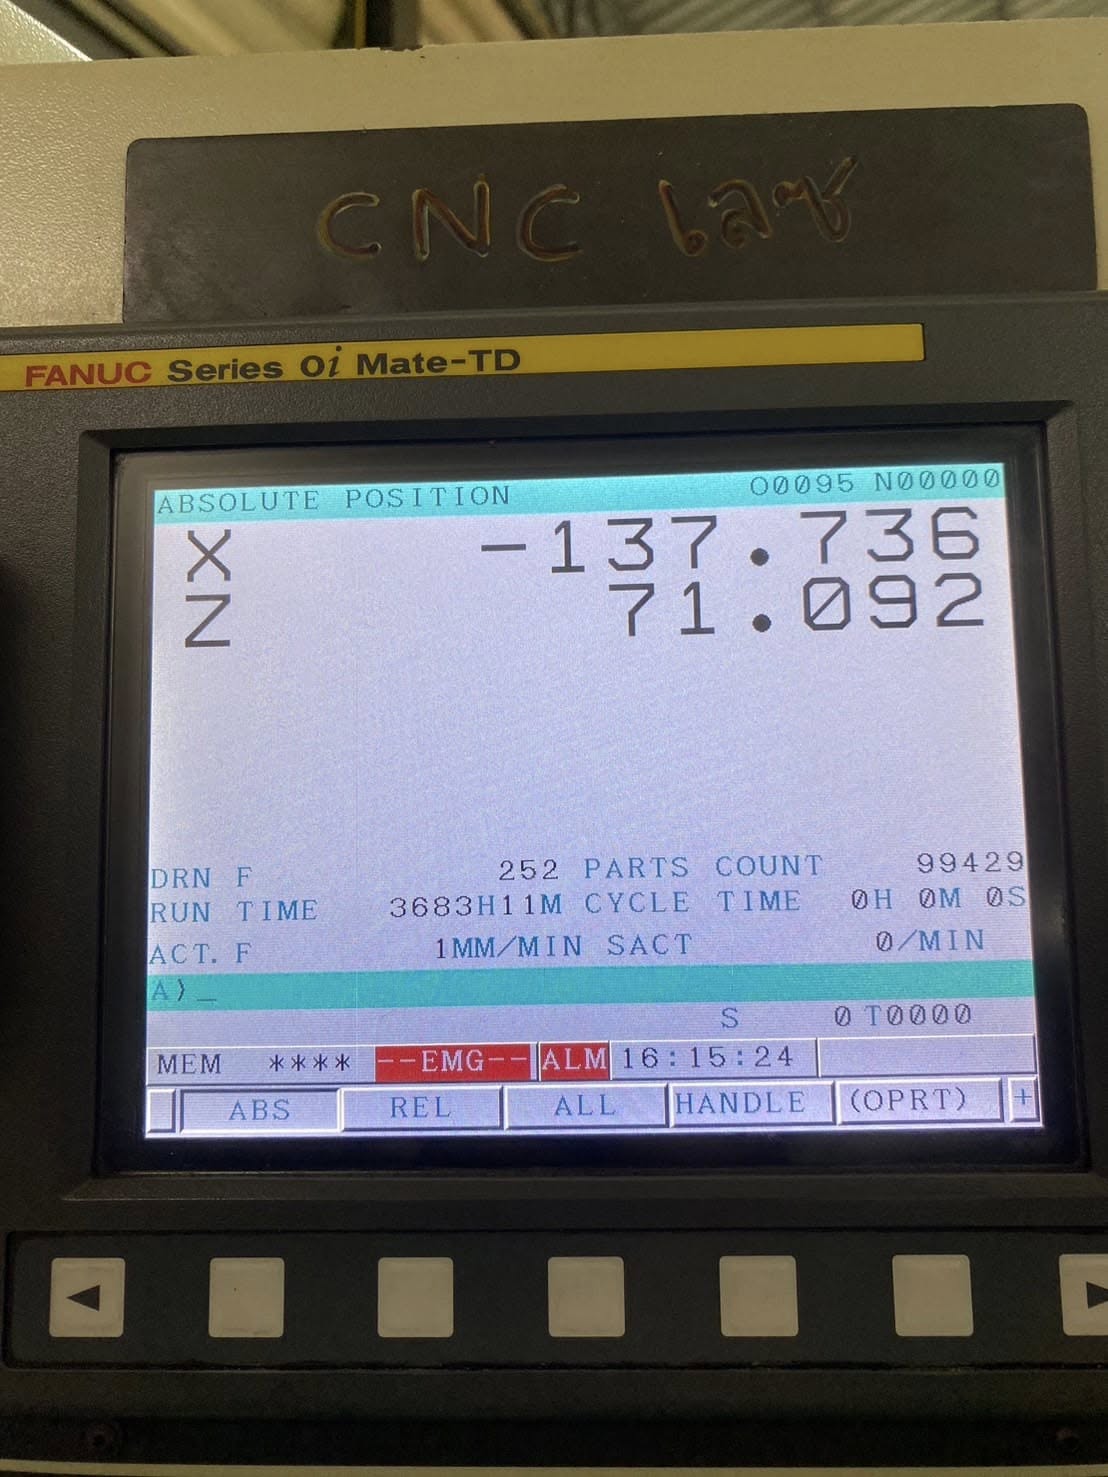 CNC เลซ
FANUC Series 0i Mate-TD
ABSOLUTE POSITION O0095 N00000
X -137.736
Z 71.092
DRN F 252 PARTS COUNT 99429
RUN TIME 3683H11M CYCLE TIME 0H 0M 0S
ACT. F 1MM/MIN SACT 0/MIN
A)_
S 0 T0000
MEM **** --EMG-- ALM 16:15:24
ABS REL ALL HANDLE (OPRT) +